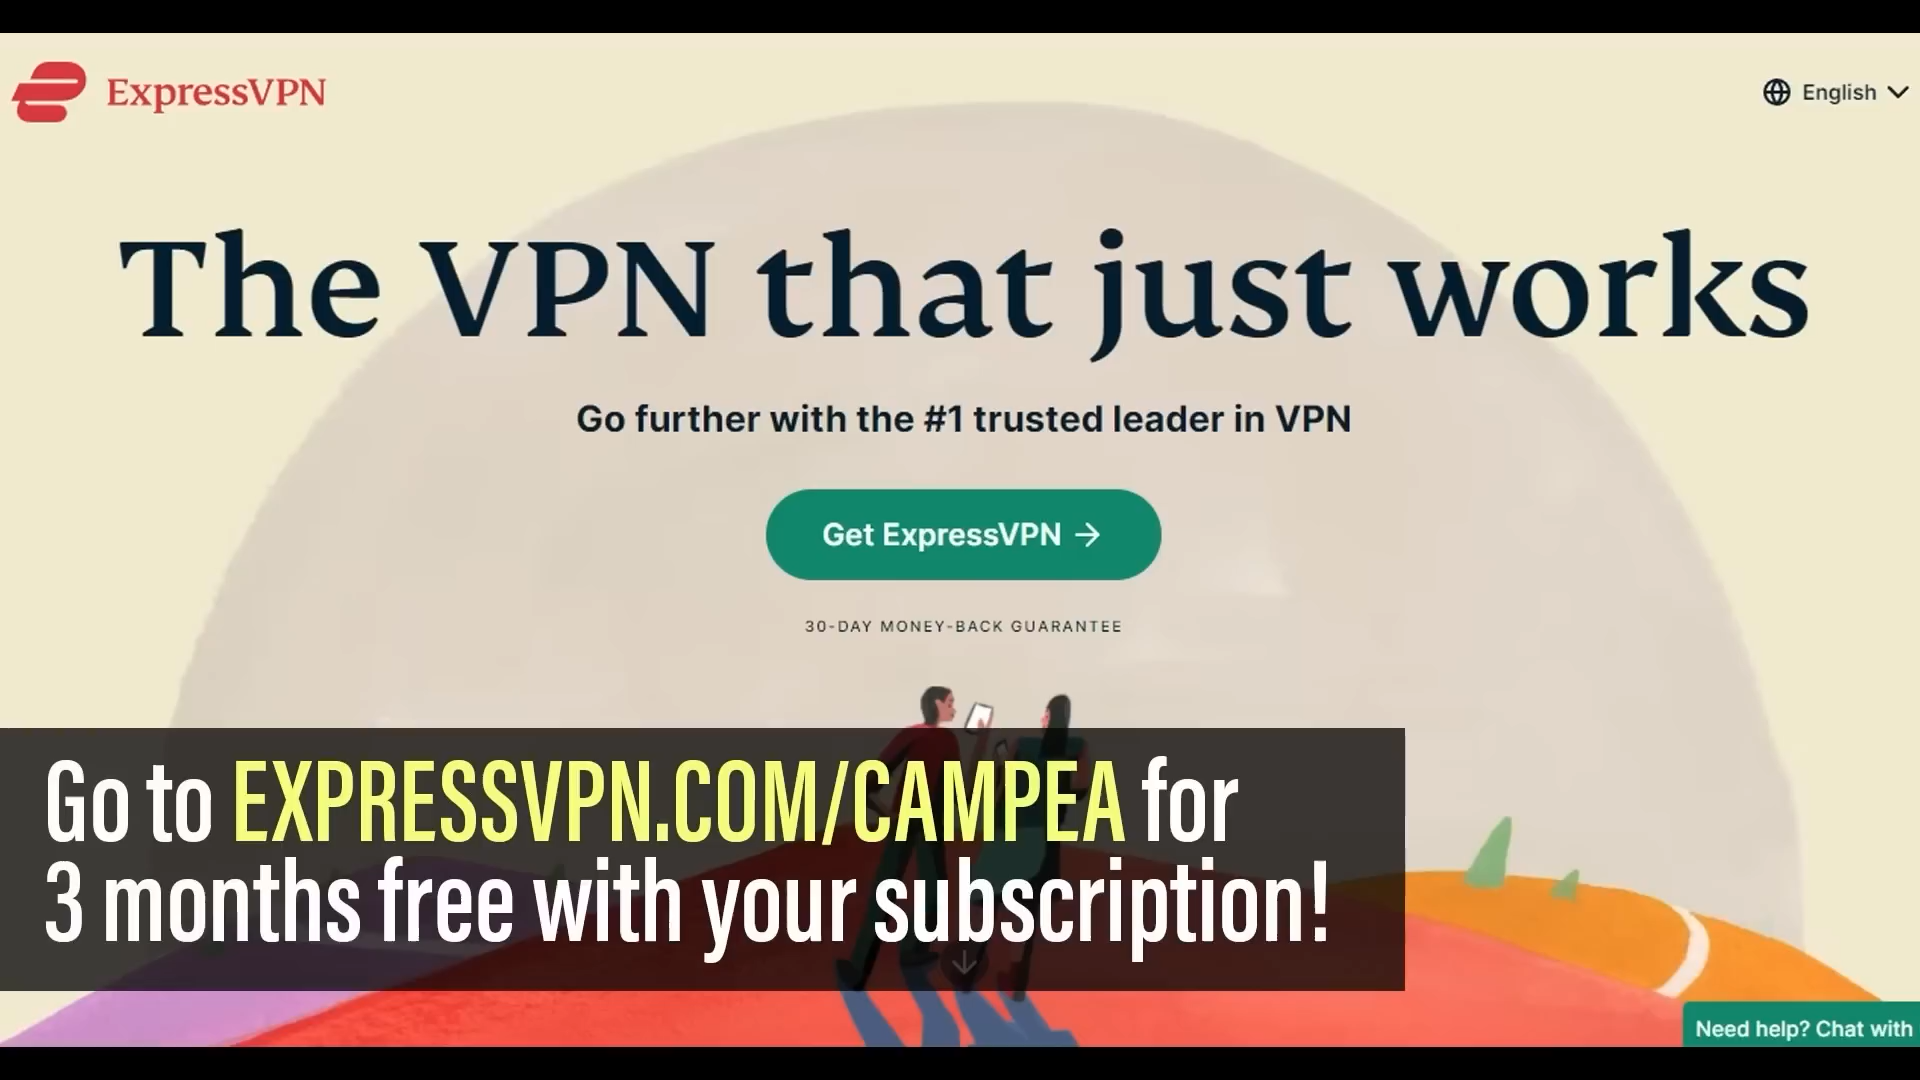 ExpressVPN
English
The VPN that just works
Go further with the #1 trusted leader in VPN
Get ExpressVPN →
30-DAY MONEY-BACK GUARANTEE
Go to EXPRESSVPN.COM/CAMPEA for
3 months free with your subscription!
Need help? Chat with